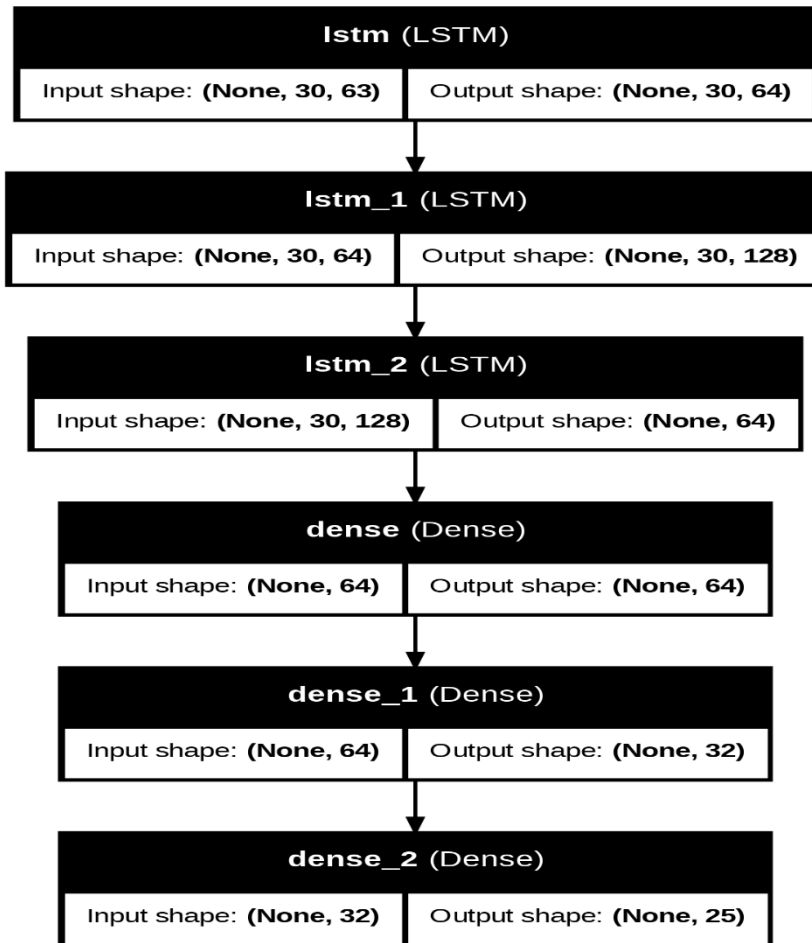 lstm (LSTM)
Input shape: (None, 30, 63) Output shape: (None, 30, 64)
lstm_1 (LSTM)
Input shape: (None, 30, 64) Output shape: (None, 30, 128)
lstm_2 (LSTM)
Input shape: (None, 30, 128) Output shape: (None, 64)
dense (Dense)
Input shape: (None, 64) Output shape: (None, 64)
dense_1 (Dense)
Input shape: (None, 64) Output shape: (None, 32)
dense_2 (Dense)
Input shape: (None, 32) Output shape: (None, 25)